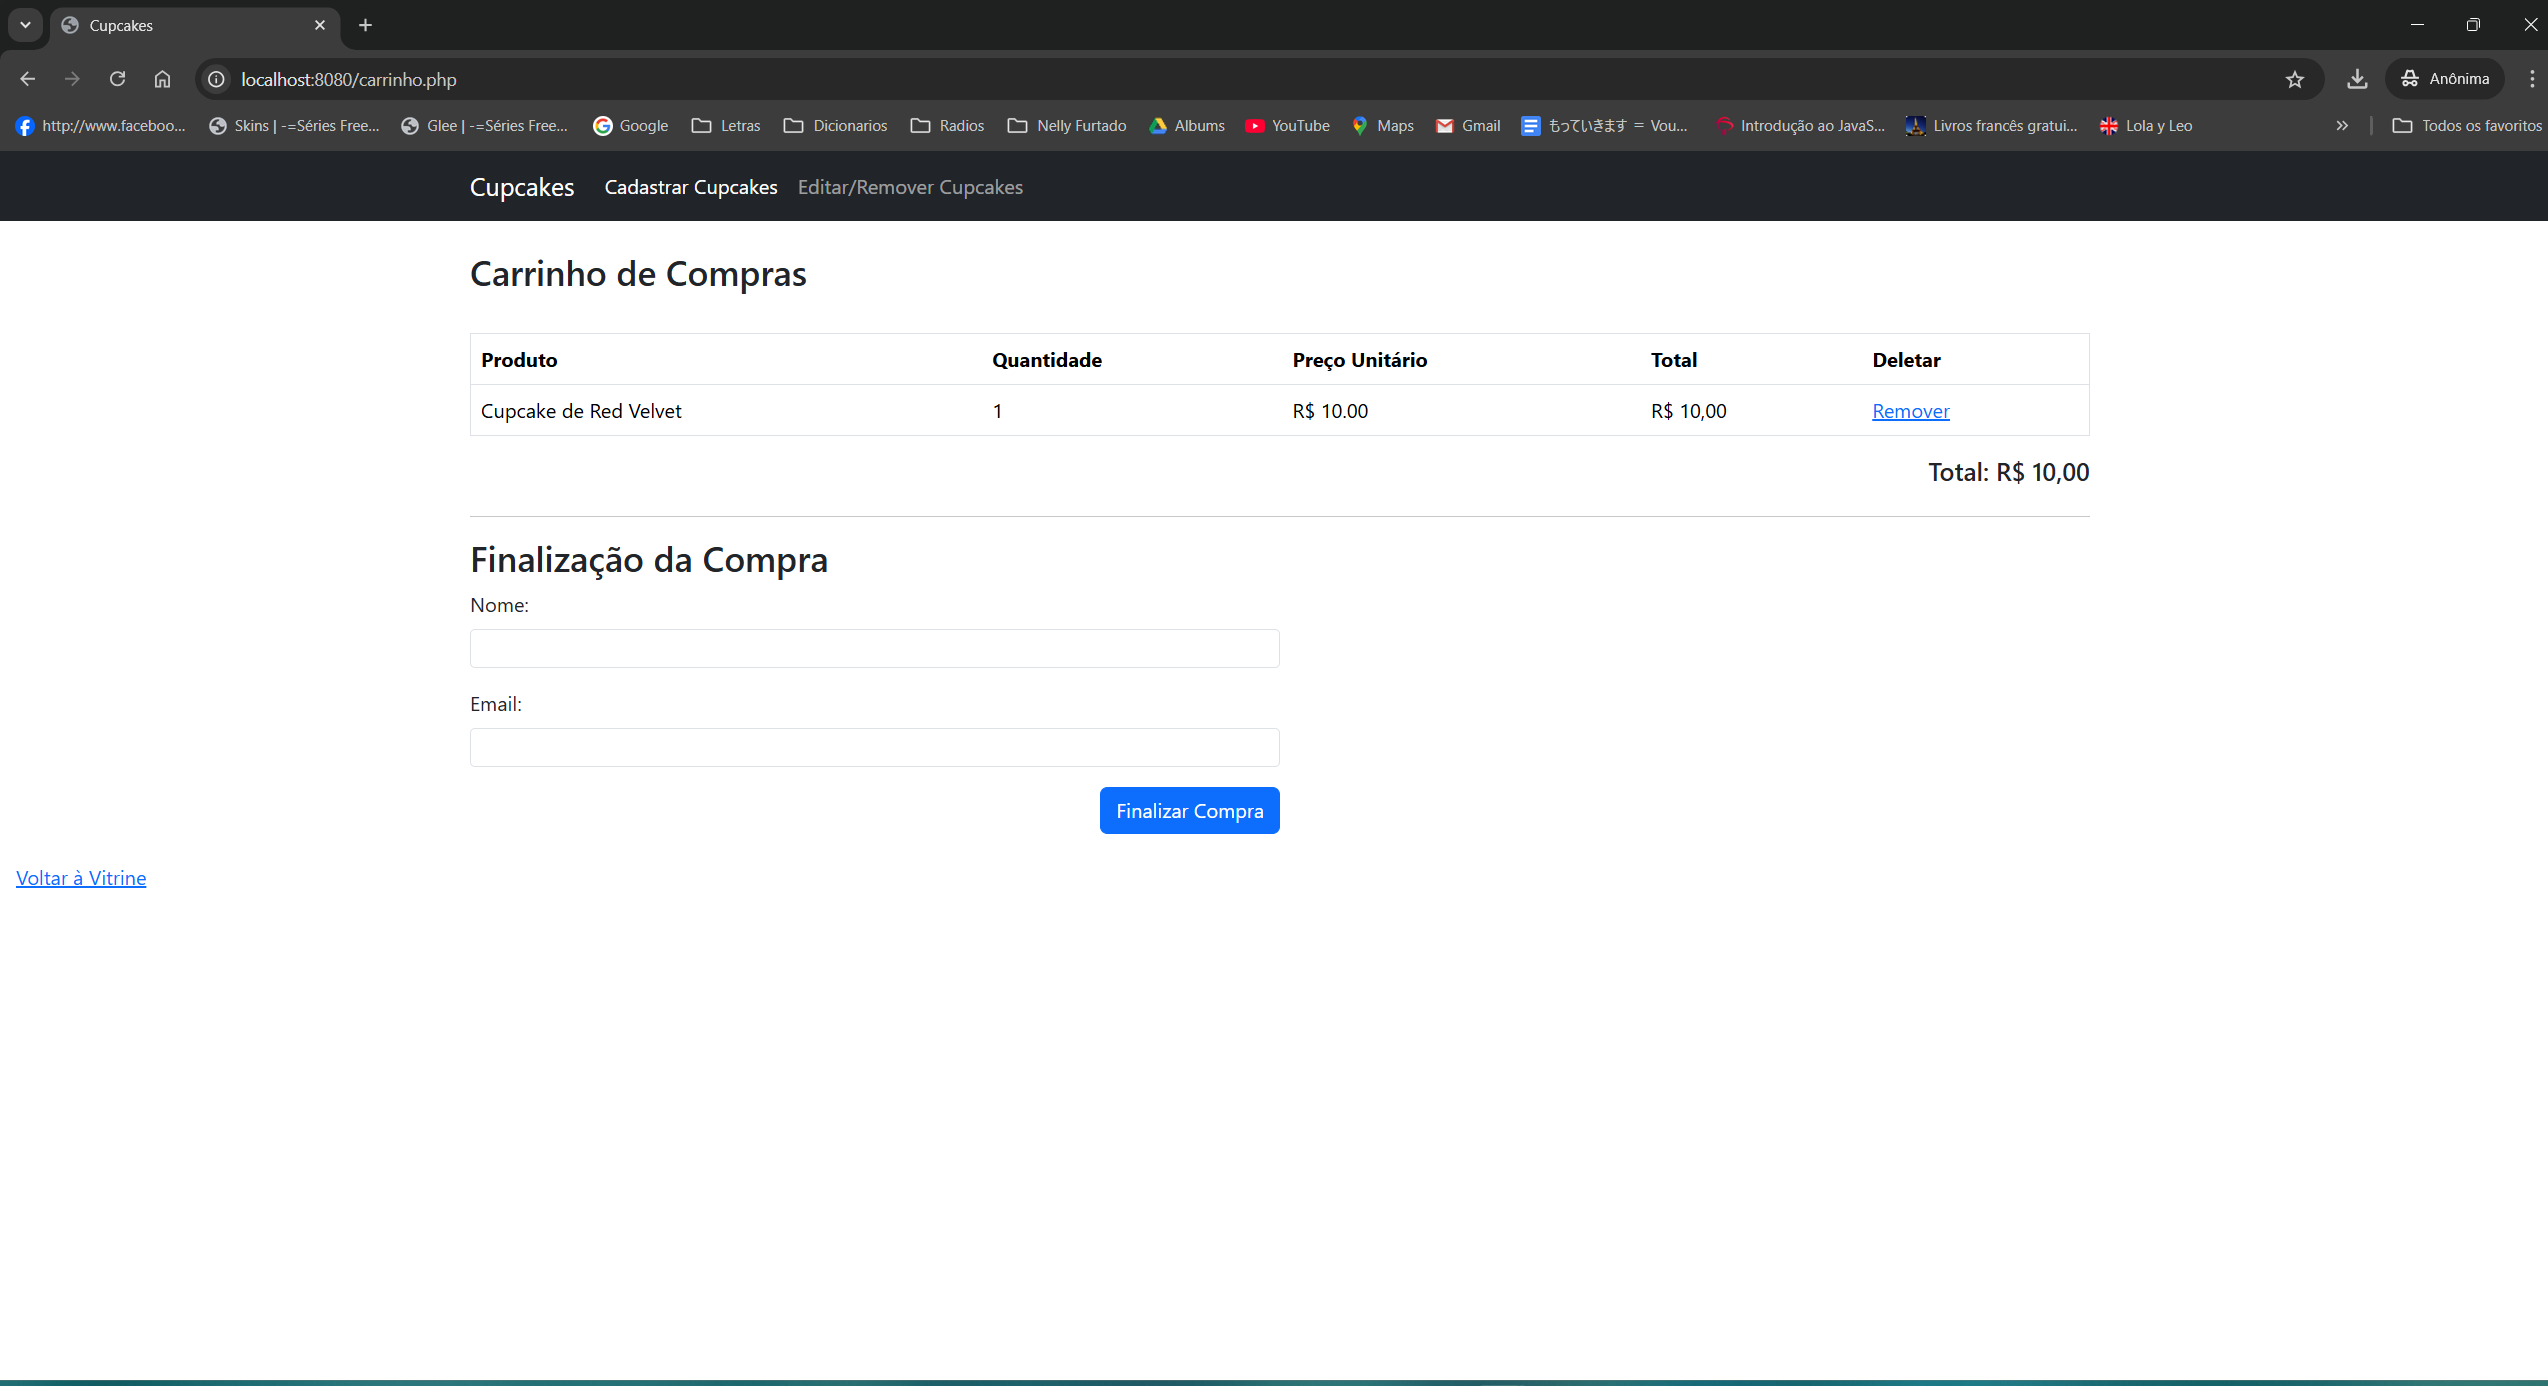 Cupcakes
localhost:8080/carrinho.php
Anônima
http://www.faceboo... Skins | -=Séries Free... Glee | -=Séries Free... Google Letras Dicionarios Radios Nelly Furtado Albums YouTube Maps Gmail もっていきます = Vou... Introdução ao JavaS... Livros francês gratui... Lola y Leo » Todos os favoritos
Cupcakes Cadastrar Cupcakes Editar/Remover Cupcakes
Carrinho de Compras
Produto Quantidade Preço Unitário Total Deletar
Cupcake de Red Velvet 1 R$ 10.00 R$ 10,00 Remover
Total: R$ 10,00
Finalização da Compra
Nome:
Email:
Finalizar Compra
Voltar à Vitrine